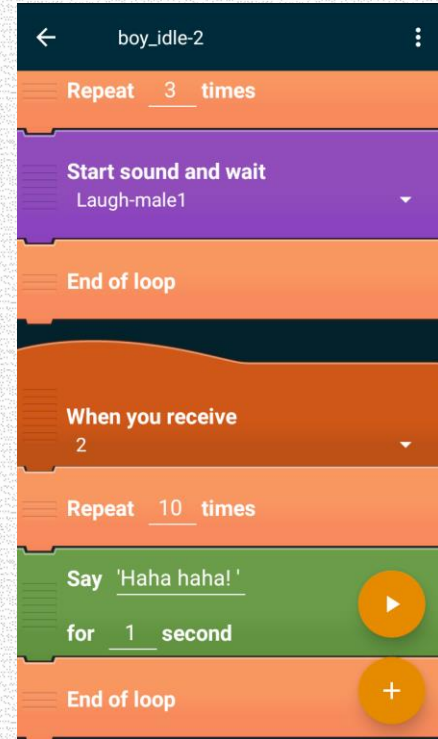 boy_idle-2
Repeat 3 times
Start sound and wait
Laugh-male1
End of loop
When you receive
2
Repeat 10 times
Say 'Haha haha! '
for 1 second
End of loop